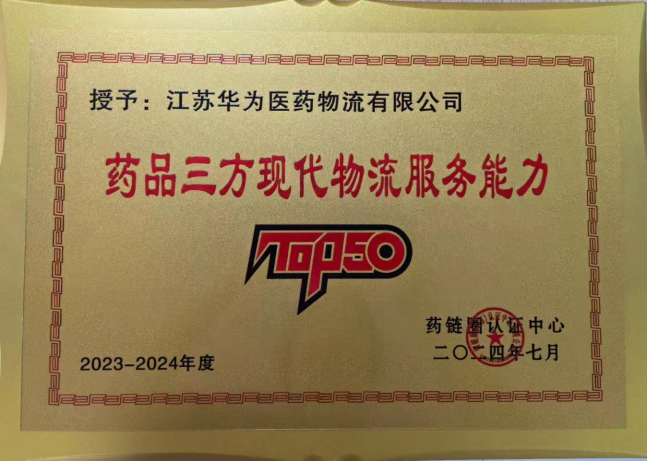 授予：江苏华为医药物流有限公司
药品三方现代物流服务能力
TOP50
药链圈认证中心
2023-2024年度
二〇二四年七月